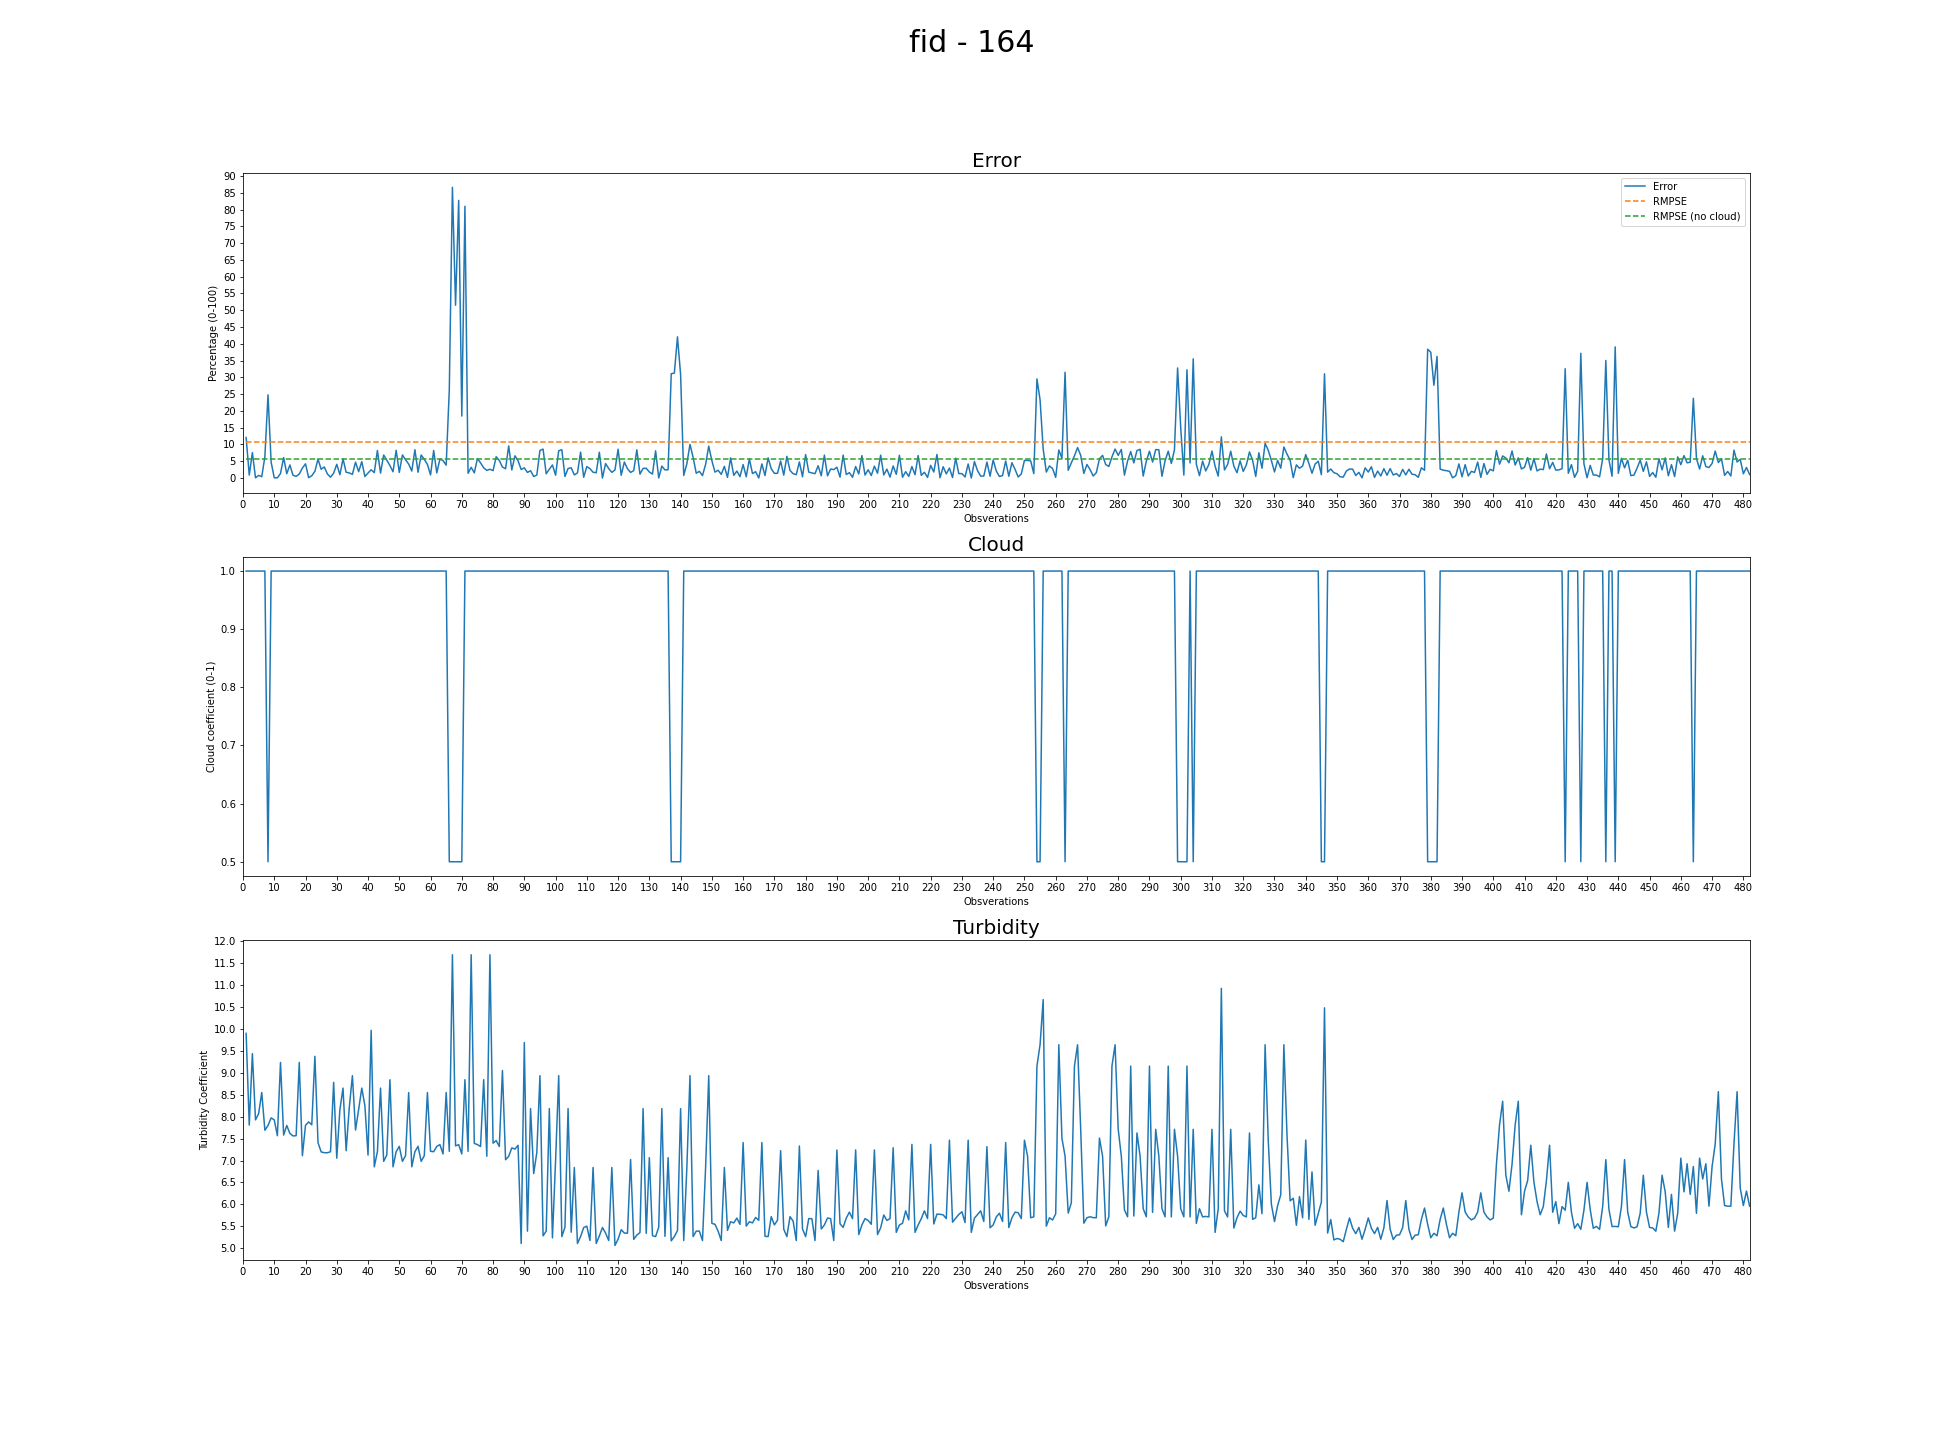 fid - 164
Error
90
85
80
75
70
65
60
55
50
45
40
35
30
25
20
15
10
5
0
Percentage (0-100)
Error
RMPSE
RMPSE (no cloud)
0 10 20 30 40 50 60 70 80 90 100 110 120 130 140 150 160 170 180 190 200 210 220 230 240 250 260 270 280 290 300 310 320 330 340 350 360 370 380 390 400 410 420 430 440 450 460 470 480
Obsverations
Cloud
1.0
0.9
0.8
0.7
0.6
0.5
Cloud coefficient (0-1)
0 10 20 30 40 50 60 70 80 90 100 110 120 130 140 150 160 170 180 190 200 210 220 230 240 250 260 270 280 290 300 310 320 330 340 350 360 370 380 390 400 410 420 430 440 450 460 470 480
Obsverations
Turbidity
12.0
11.5
11.0
10.5
10.0
9.5
9.0
8.5
8.0
7.5
7.0
6.5
6.0
5.5
5.0
Turbidity Coefficient
0 10 20 30 40 50 60 70 80 90 100 110 120 130 140 150 160 170 180 190 200 210 220 230 240 250 260 270 280 290 300 310 320 330 340 350 360 370 380 390 400 410 420 430 440 450 460 470 480
Obsverations